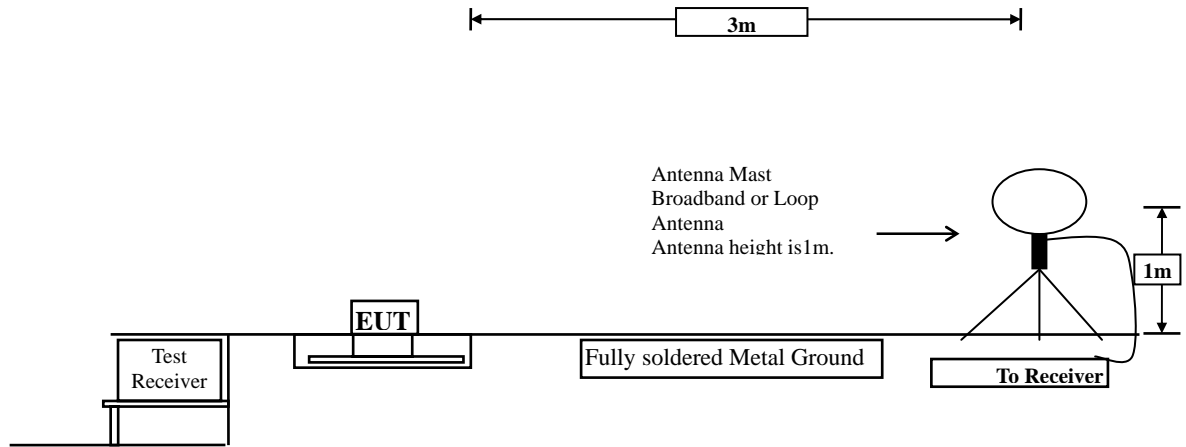 3m
Antenna Mast
Broadband or Loop
Antenna
Antenna height is1m.
1m
EUT
Test
Receiver
Fully soldered Metal Ground
To Receiver